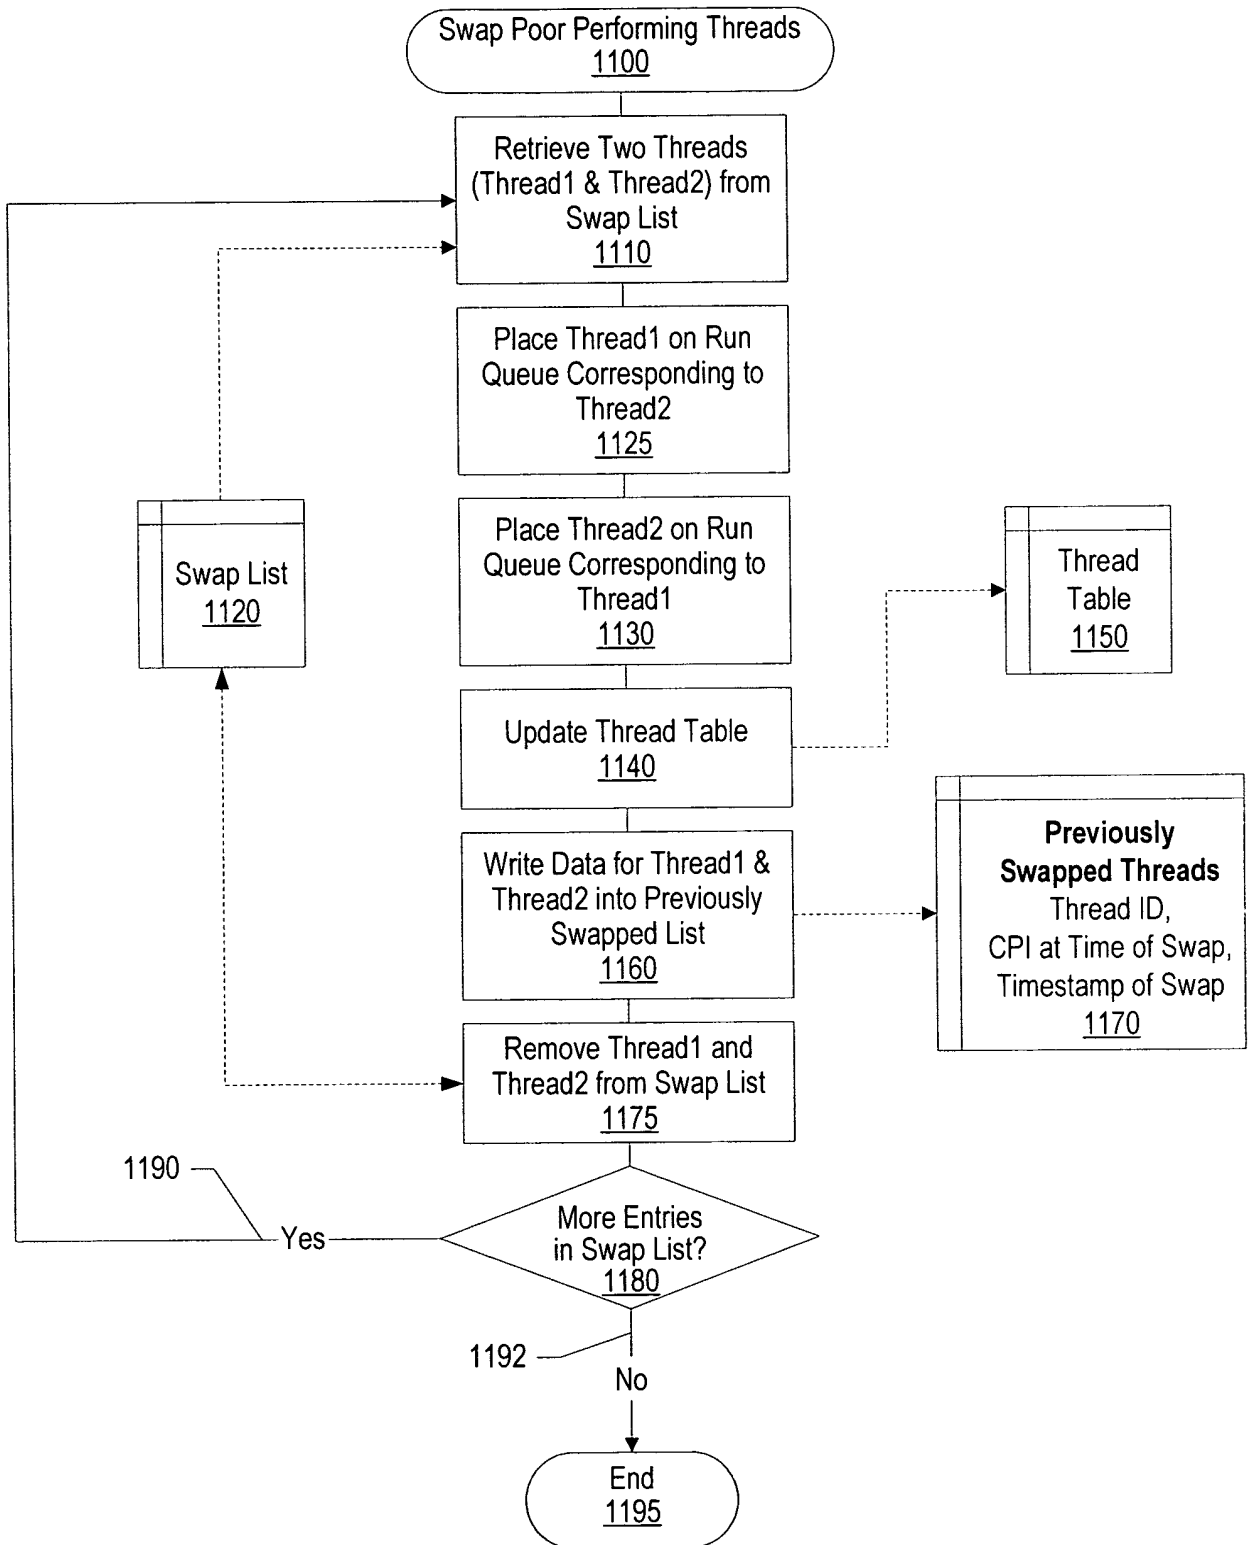 Swap Poor Performing Threads
1100
Retrieve Two Threads
(Thread1 & Thread2) from
Swap List
1110
Place Thread1 on Run
Queue Corresponding to
Thread2
1125
Place Thread2 on Run
Queue Corresponding to
Thread1
1130
Swap List
1120
Thread
Table
1150
Update Thread Table
1140
Previously
Swapped Threads
Thread ID,
CPI at Time of Swap,
Timestamp of Swap
1170
Write Data for Thread1 &
Thread2 into Previously
Swapped List
1160
Remove Thread1 and
Thread2 from Swap List
1175
1190
Yes
More Entries
in Swap List?
1180
1192
No
End
1195